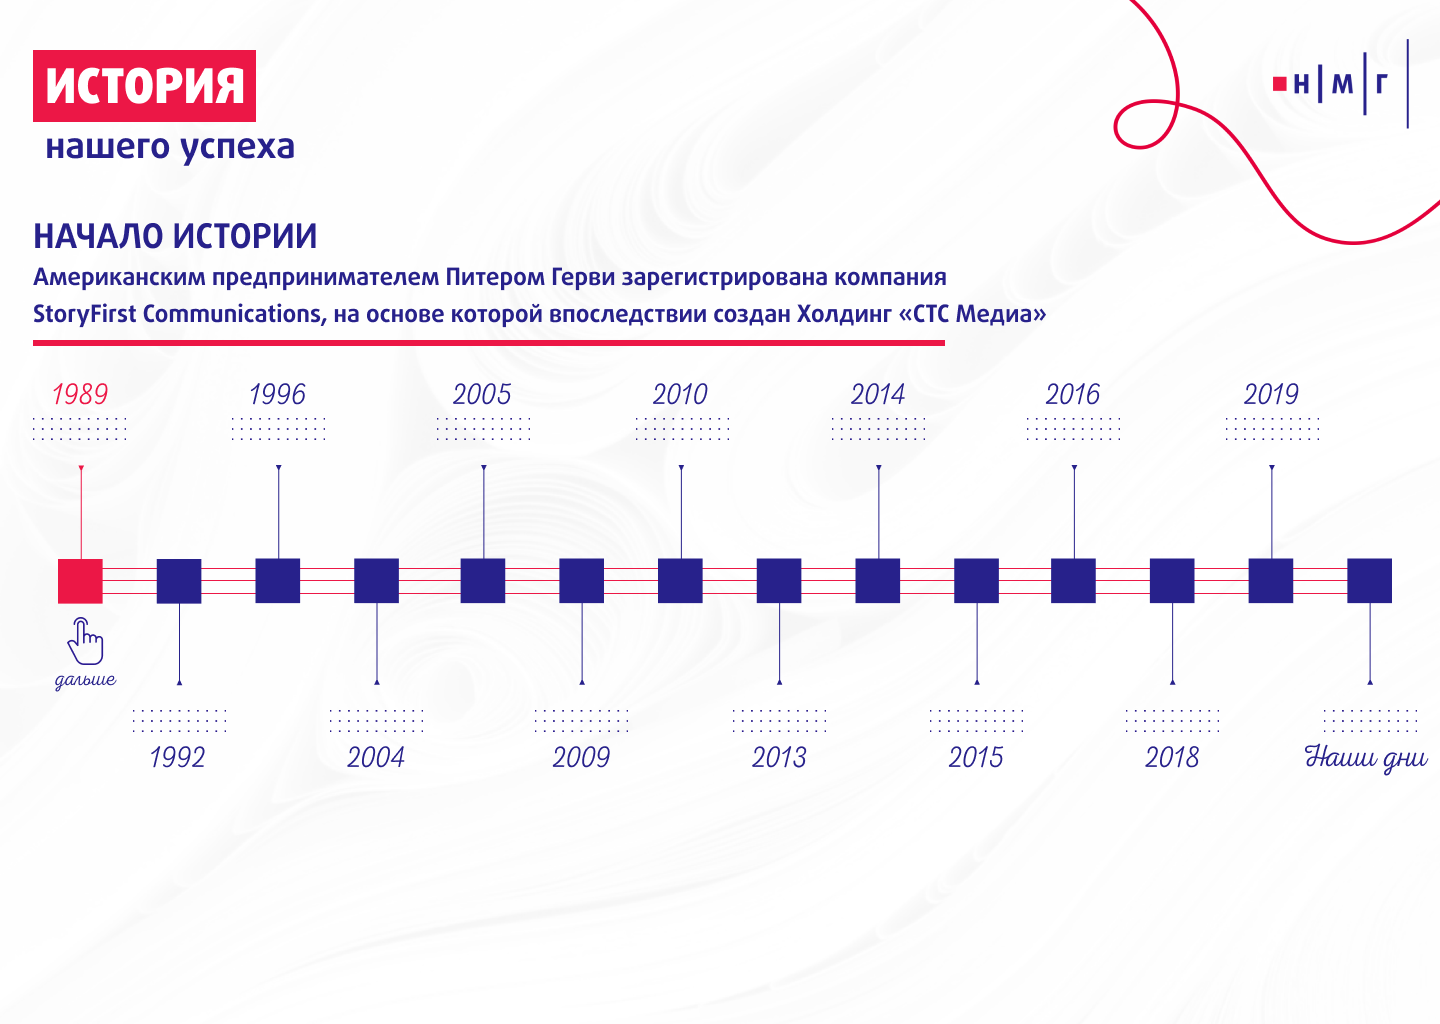 ИСТОРИЯ
нашего успеха
Н М Г
НАЧАЛО ИСТОРИИ
Американским предпринимателем Питером Герви зарегистрирована компания
StoryFirst Communications, на основе которой впоследствии создан Холдинг «СТС Медиа»
1989 1996 2005 2010 2014 2016 2019
дальше
1992 2004 2009 2013 2015 2018 Наши дни